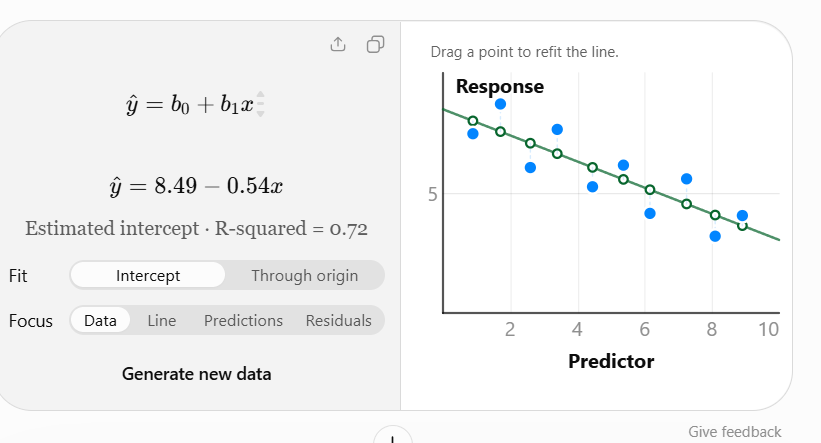 ŷ = b₀ + b₁x
ŷ = 8.49 − 0.54x
Estimated intercept · R-squared = 0.72
Fit
Intercept
Through origin
Focus
Data
Line
Predictions
Residuals
Generate new data
Drag a point to refit the line.
Response
5
2
4
6
8
10
Predictor
Give feedback